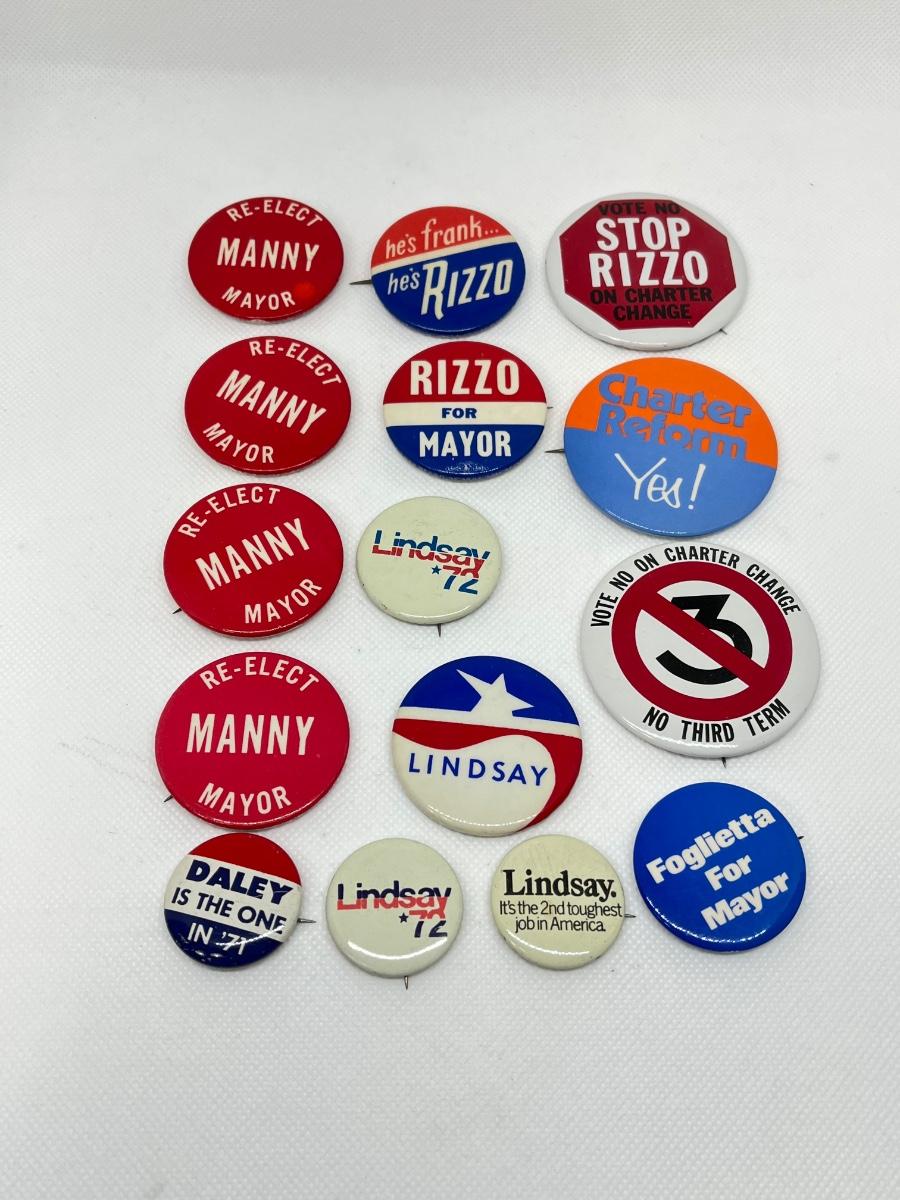 RE-ELECT
MANNY
MAYOR
he's frank...
he's RIZZO
VOTE NO
STOP
RIZZO
ON CHARTER
CHANGE
RE-ELECT
MANNY
MAYOR
RIZZO
FOR
MAYOR
Charter
Reform
Yes!
RE-ELECT
MANNY
MAYOR
Lindsay
'72
VOTE NO ON CHARTER CHANGE
3
NO THIRD TERM
RE-ELECT
MANNY
MAYOR
LINDSAY
Foglietta
For
Mayor
DALEY
IS THE ONE
IN '71
Lindsay
'72
Lindsay.
It's the 2nd toughest
job in America.